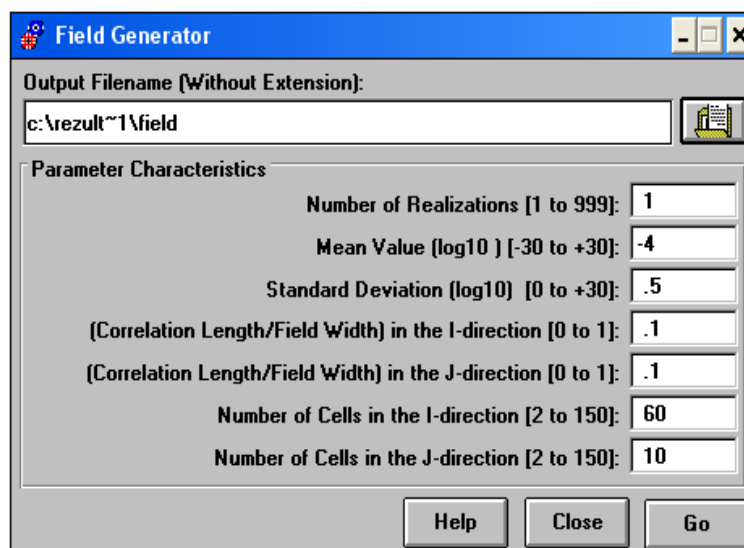 Field Generator
Output Filename (Without Extension):
c:\rezult~1\field
Parameter Characteristics
Number of Realizations [1 to 999]: 1
Mean Value (log10 ) [-30 to +30]: -4
Standard Deviation (log10) [0 to +30]: .5
(Correlation Length/Field Width) in the I-direction [0 to 1]: .1
(Correlation Length/Field Width) in the J-direction [0 to 1]: .1
Number of Cells in the I-direction [2 to 150]: 60
Number of Cells in the J-direction [2 to 150]: 10
Help Close Go